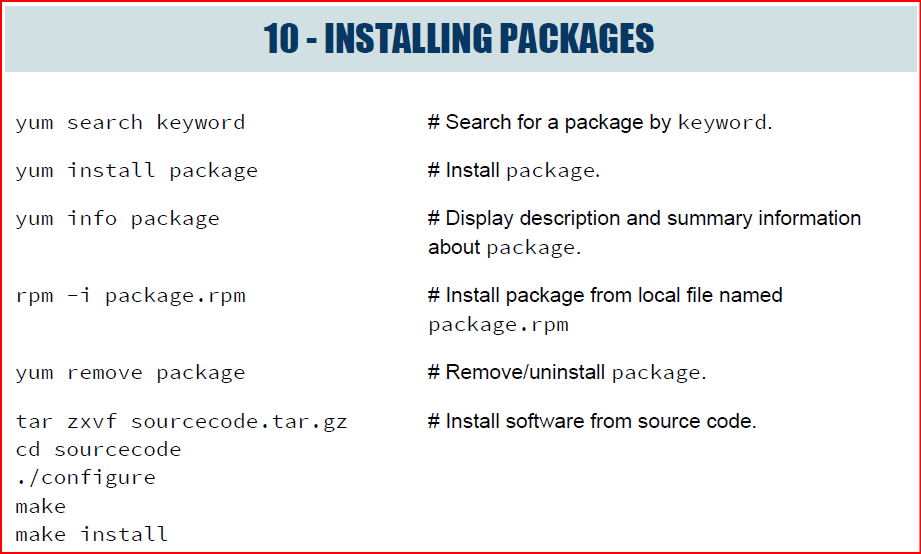 10 - INSTALLING PACKAGES
yum search keyword # Search for a package by keyword.
yum install package # Install package.
yum info package # Display description and summary information
about package.
rpm -i package.rpm # Install package from local file named
package.rpm
yum remove package # Remove/uninstall package.
tar zxvf sourcecode.tar.gz # Install software from source code.
cd sourcecode
./configure
make
make install